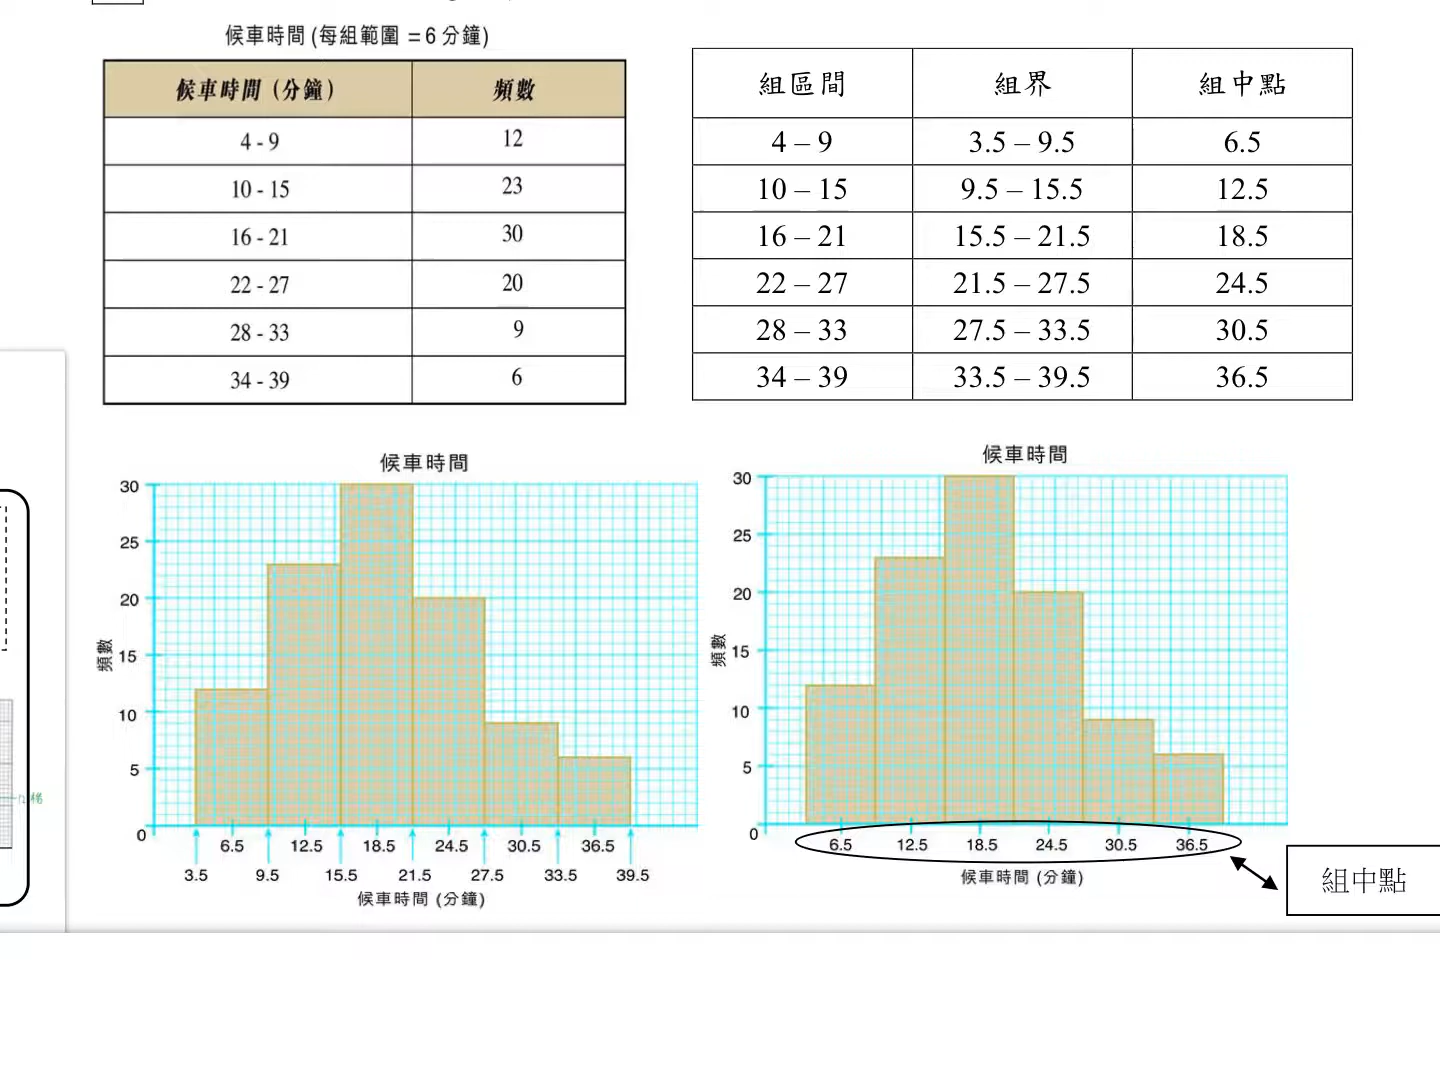 候車時間 (每組範圍 = 6 分鐘)
候車時間 (分鐘) 頻數
4 - 9 12
10 - 15 23
16 - 21 30
22 - 27 20
28 - 33 9
34 - 39 6
組區間 組界 組中點
4 – 9 3.5 – 9.5 6.5
10 – 15 9.5 – 15.5 12.5
16 – 21 15.5 – 21.5 18.5
22 – 27 21.5 – 27.5 24.5
28 – 33 27.5 – 33.5 30.5
34 – 39 33.5 – 39.5 36.5
候車時間
30
25
20
15
10
5
0
頻數
6.5 12.5 18.5 24.5 30.5 36.5
3.5 9.5 15.5 21.5 27.5 33.5 39.5
候車時間 (分鐘)
候車時間
30
25
20
15
10
5
0
頻數
6.5 12.5 18.5 24.5 30.5 36.5
候車時間 (分鐘)
組中點